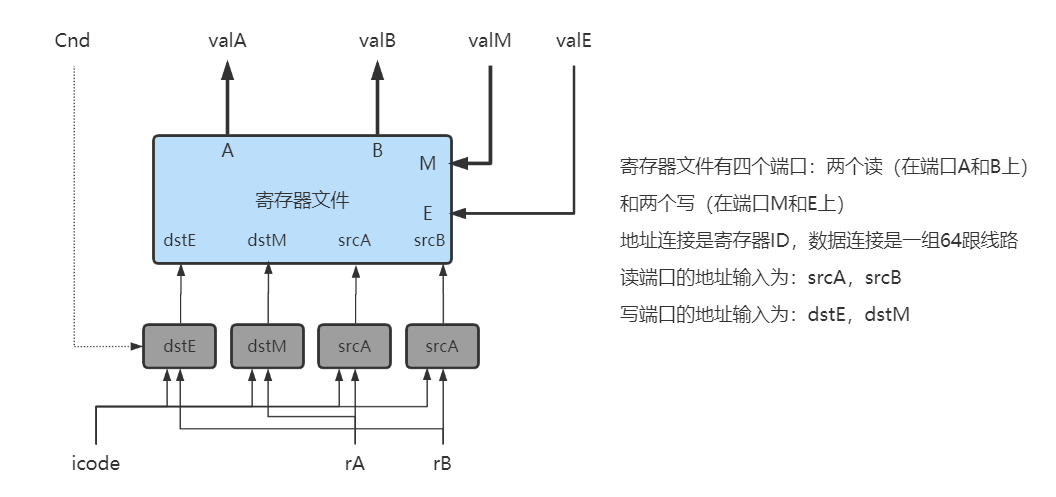 Cnd valA valB valM valE
A B
M
寄存器文件
E
dstE dstM srcA srcB
dstE dstM srcA srcA
icode rA rB
寄存器文件有四个端口：两个读（在端口A和B上）
和两个写（在端口M和E上）
地址连接是寄存器ID，数据连接是一组64跟线路
读端口的地址输入为：srcA，srcB
写端口的地址输入为：dstE，dstM